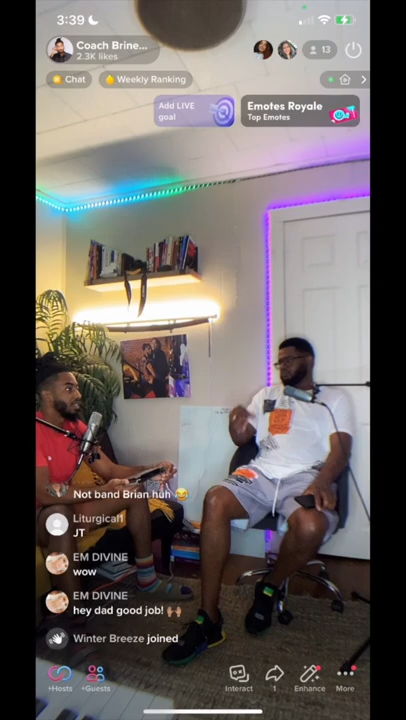 3:39
Coach Brine...
2.3K likes
13
Chat
Weekly Ranking
Add LIVE
goal
Emotes Royale
Top Emotes
Not band Brian huh 😂
Liturgical1
JT
EM DIVINE
wow
EM DIVINE
hey dad good job! 🙌🏽
Winter Breeze joined
+Hosts
+Guests
Interact
1
Enhance
More